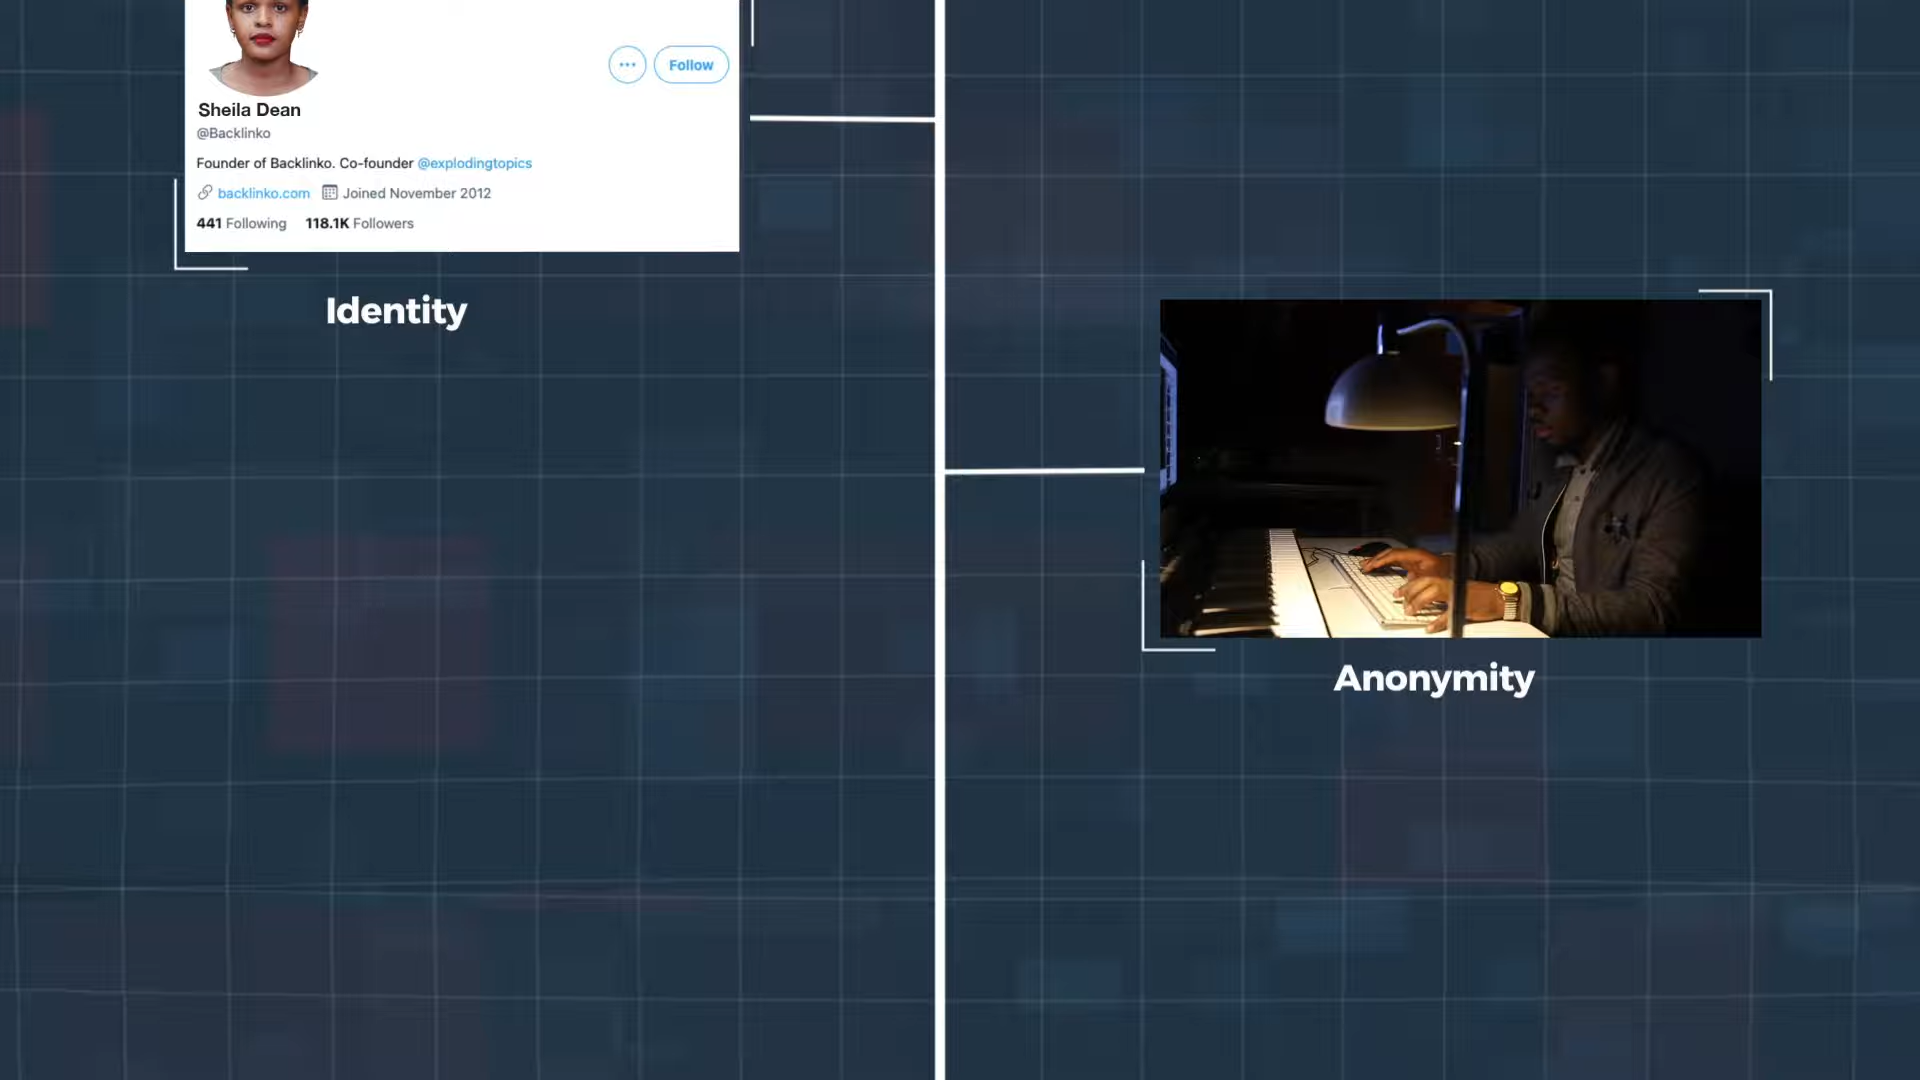 Follow
Sheila Dean
@Backlinko
Founder of Backlinko. Co-founder @explodingtopics
backlinko.com Joined November 2012
441 Following 118.1K Followers
Identity
Anonymity